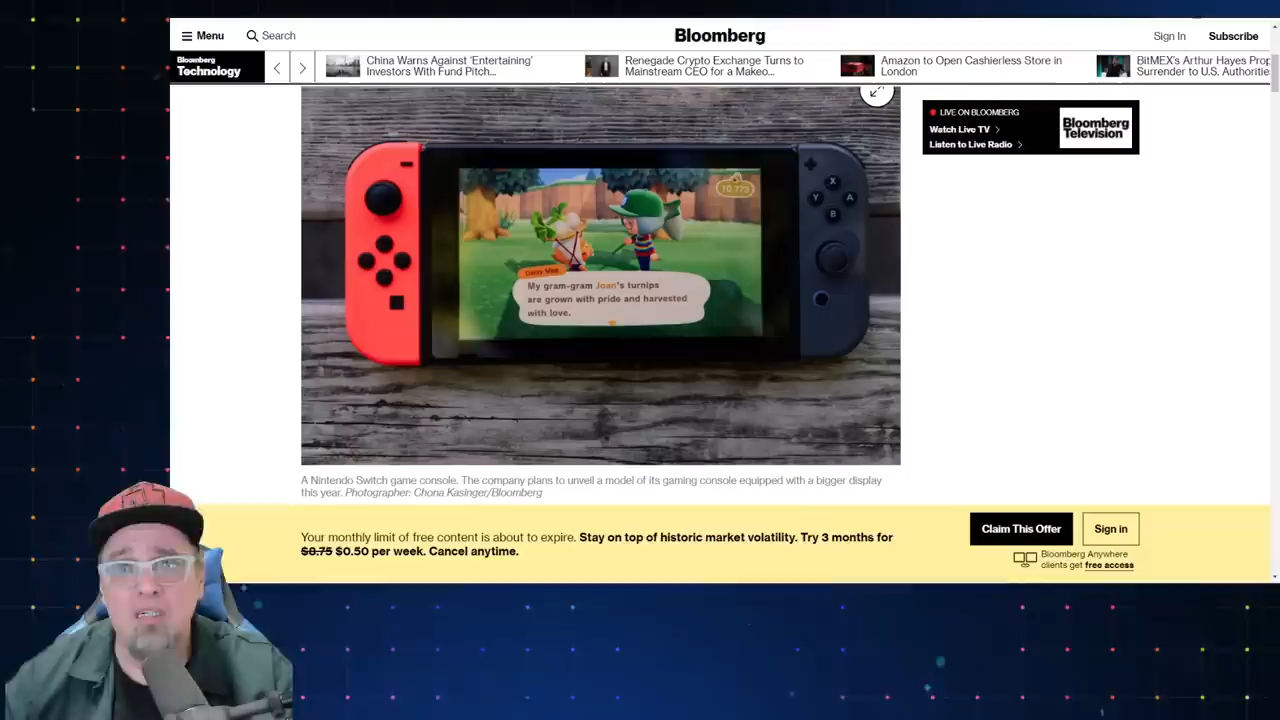 Menu
Search
Bloomberg
Sign In
Subscribe
Bloomberg
Technology
China Warns Against 'Entertaining'
Investors With Fund Pitch...
Renegade Crypto Exchange Turns to
Mainstream CEO for a Makeo...
Amazon to Open Cashierless Store in
London
BitMEX's Arthur Hayes Prop
Surrender to U.S. Authoritie
LIVE ON BLOOMBERG
Watch Live TV
Listen to Live Radio
Bloomberg
Television
10,773
X
Y
A
B
Daisy Mae
My gram-gram Joan's turnips
are grown with pride and harvested
with love.
A Nintendo Switch game console. The company plans to unveil a model of its gaming console equipped with a bigger display
this year. Photographer: Chona Kasinger/Bloomberg
Your monthly limit of free content is about to expire. Stay on top of historic market volatility. Try 3 months for
$8.75 $0.50 per week. Cancel anytime.
Claim This Offer
Sign in
Bloomberg Anywhere
clients get free access